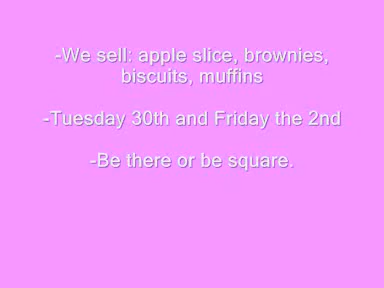 -We sell: apple slice, brownies,
biscuits, muffins
-Tuesday 30th and Friday the 2nd
-Be there or be square.